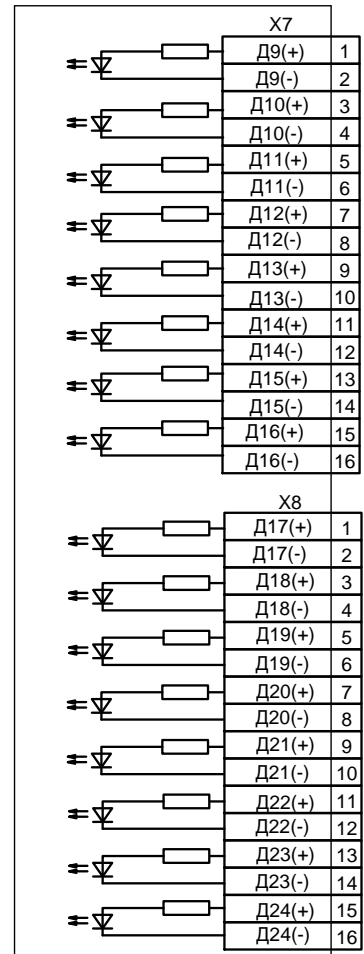 X7
Д9(+) 1
Д9(-) 2
Д10(+) 3
Д10(-) 4
Д11(+) 5
Д11(-) 6
Д12(+) 7
Д12(-) 8
Д13(+) 9
Д13(-) 10
Д14(+) 11
Д14(-) 12
Д15(+) 13
Д15(-) 14
Д16(+) 15
Д16(-) 16
X8
Д17(+) 1
Д17(-) 2
Д18(+) 3
Д18(-) 4
Д19(+) 5
Д19(-) 6
Д20(+) 7
Д20(-) 8
Д21(+) 9
Д21(-) 10
Д22(+) 11
Д22(-) 12
Д23(+) 13
Д23(-) 14
Д24(+) 15
Д24(-) 16